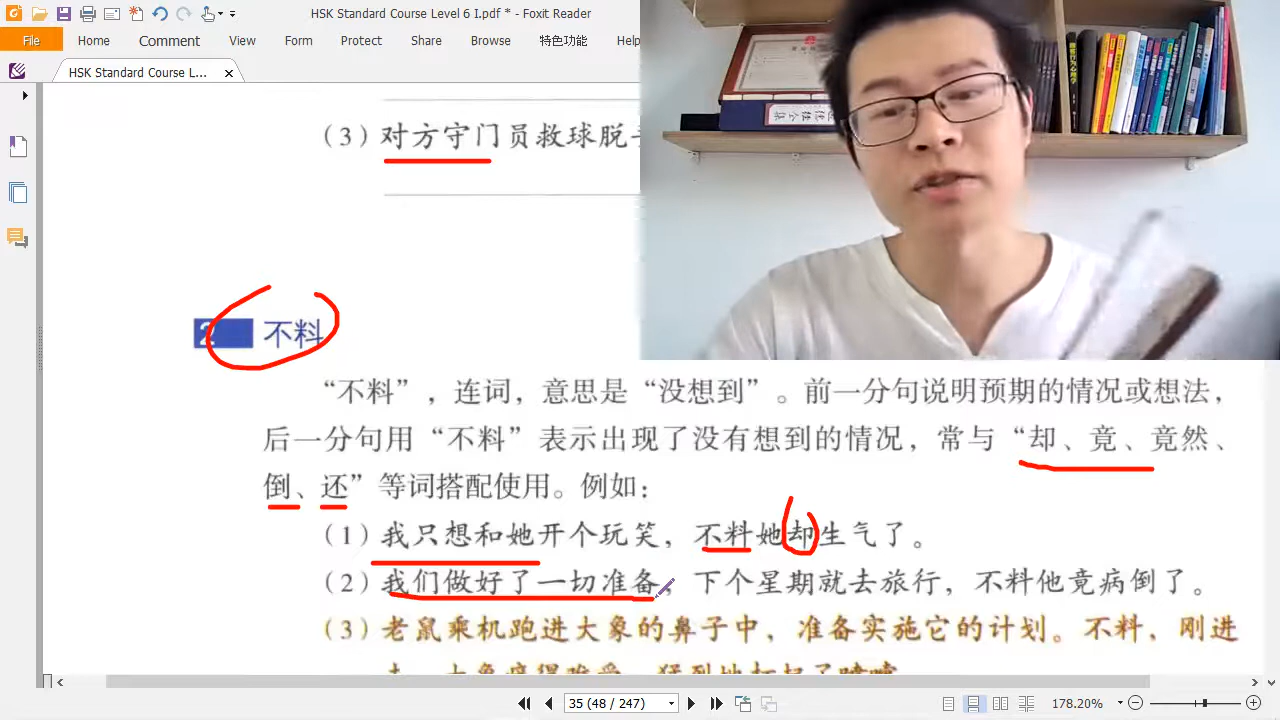 HSK Standard Course Level 6 I.pdf * - Foxit Reader
File Home Comment View Form Protect Share Browse 特色功能 Help
HSK Standard Course L...
（3）对方守门员救球脱
2 不料
“不料”，连词，意思是“没想到”。前一分句说明预期的情况或想法，
后一分句用“不料”表示出现了没有想到的情况，常与“却、竟、竟然、
倒、还”等词搭配使用。例如：
（1）我只想和她开个玩笑，不料她却生气了。
（2）我们做好了一切准备，下个星期就去旅行，不料他竟病倒了。
（3）老鼠乘机跑进大象的鼻子中，准备实施它的计划。不料，刚进
35 (48 / 247) 178.20%